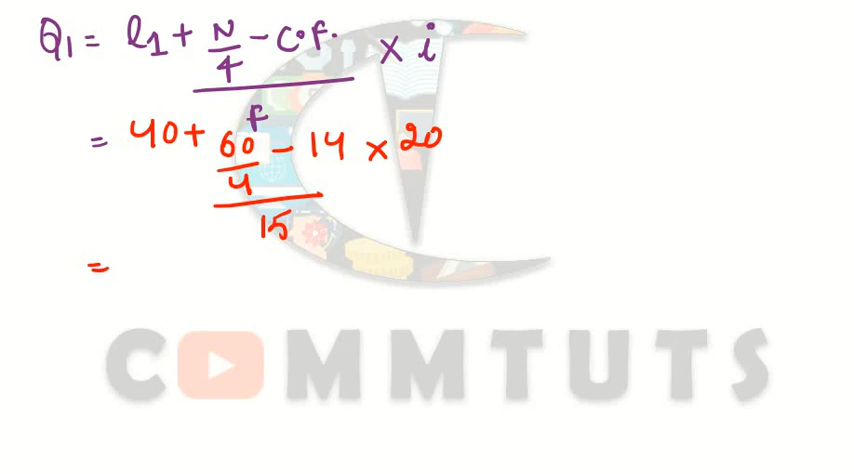 Q1 = l1 + N/4 - C.F. / F × i
= 40 + 60/4 - 14 / 15 × 20
=
COMMTUTS